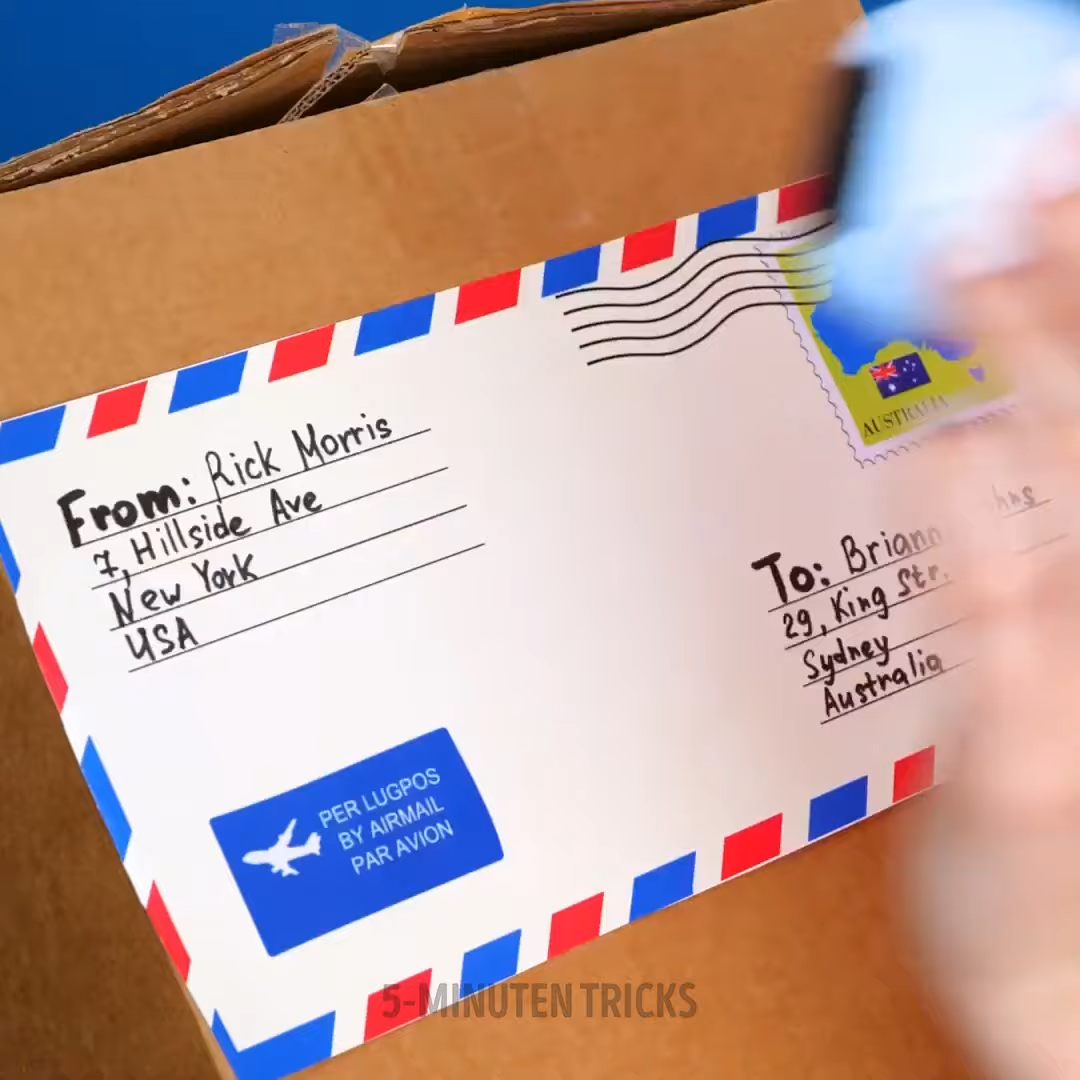 From: Rick Morris
7, Hillside Ave
New York
USA
AUSTRALIA
To:
29, King Str.
Sydney
Australia
PER LUGPOS
BY AIRMAIL
PAR AVION
5-MINUTEN TRICKS